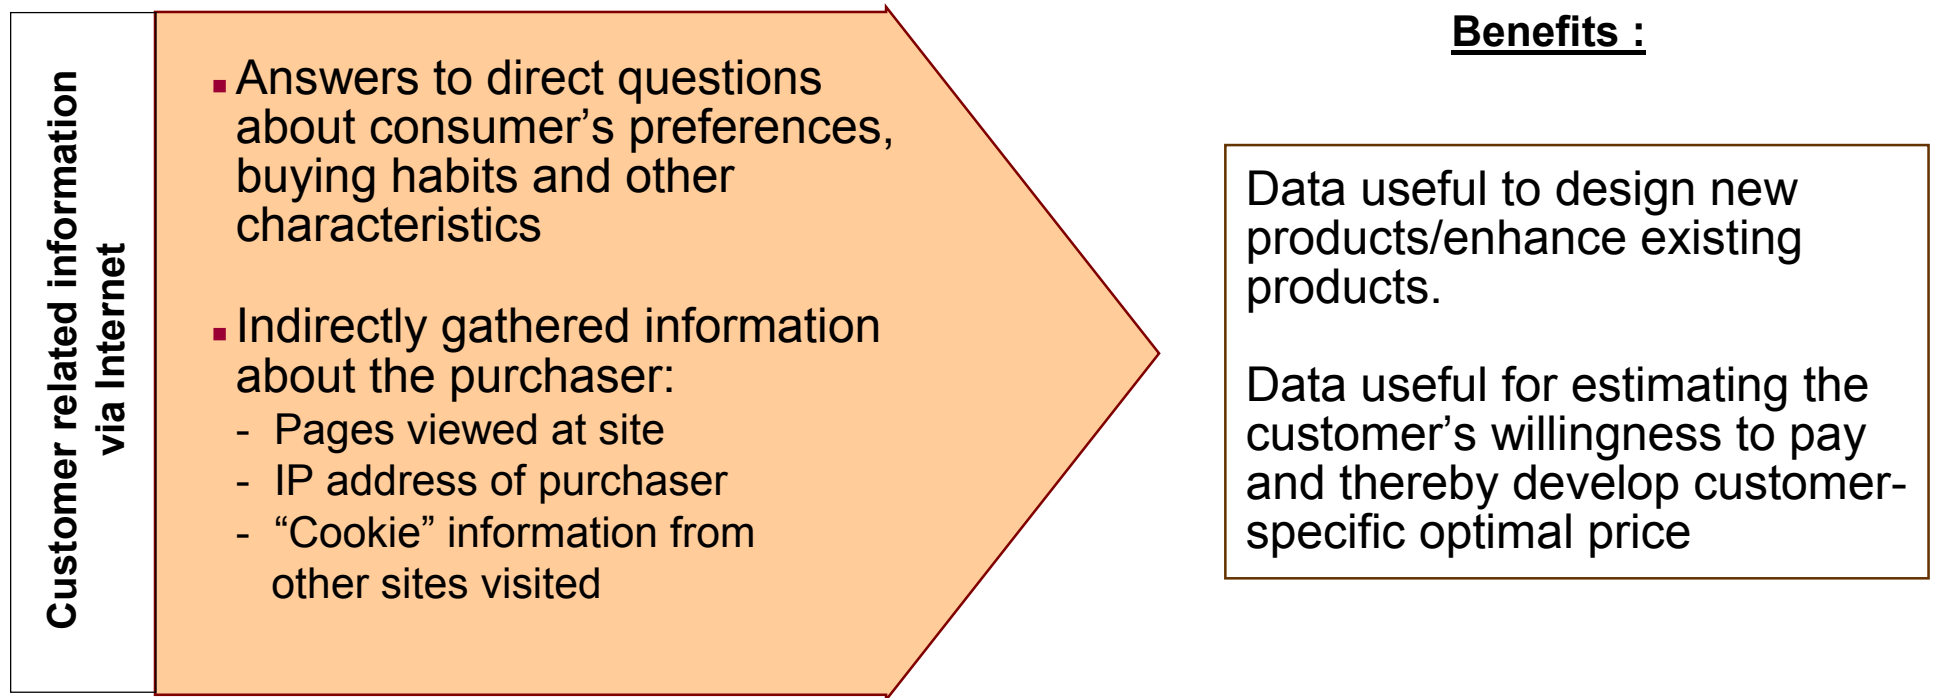 Customer related information
via Internet
▪ Answers to direct questions
about consumer’s preferences,
buying habits and other
characteristics
▪ Indirectly gathered information
about the purchaser:
- Pages viewed at site
- IP address of purchaser
- “Cookie” information from
other sites visited
Benefits :
Data useful to design new
products/enhance existing
products.
Data useful for estimating the
customer’s willingness to pay
and thereby develop customer-
specific optimal price